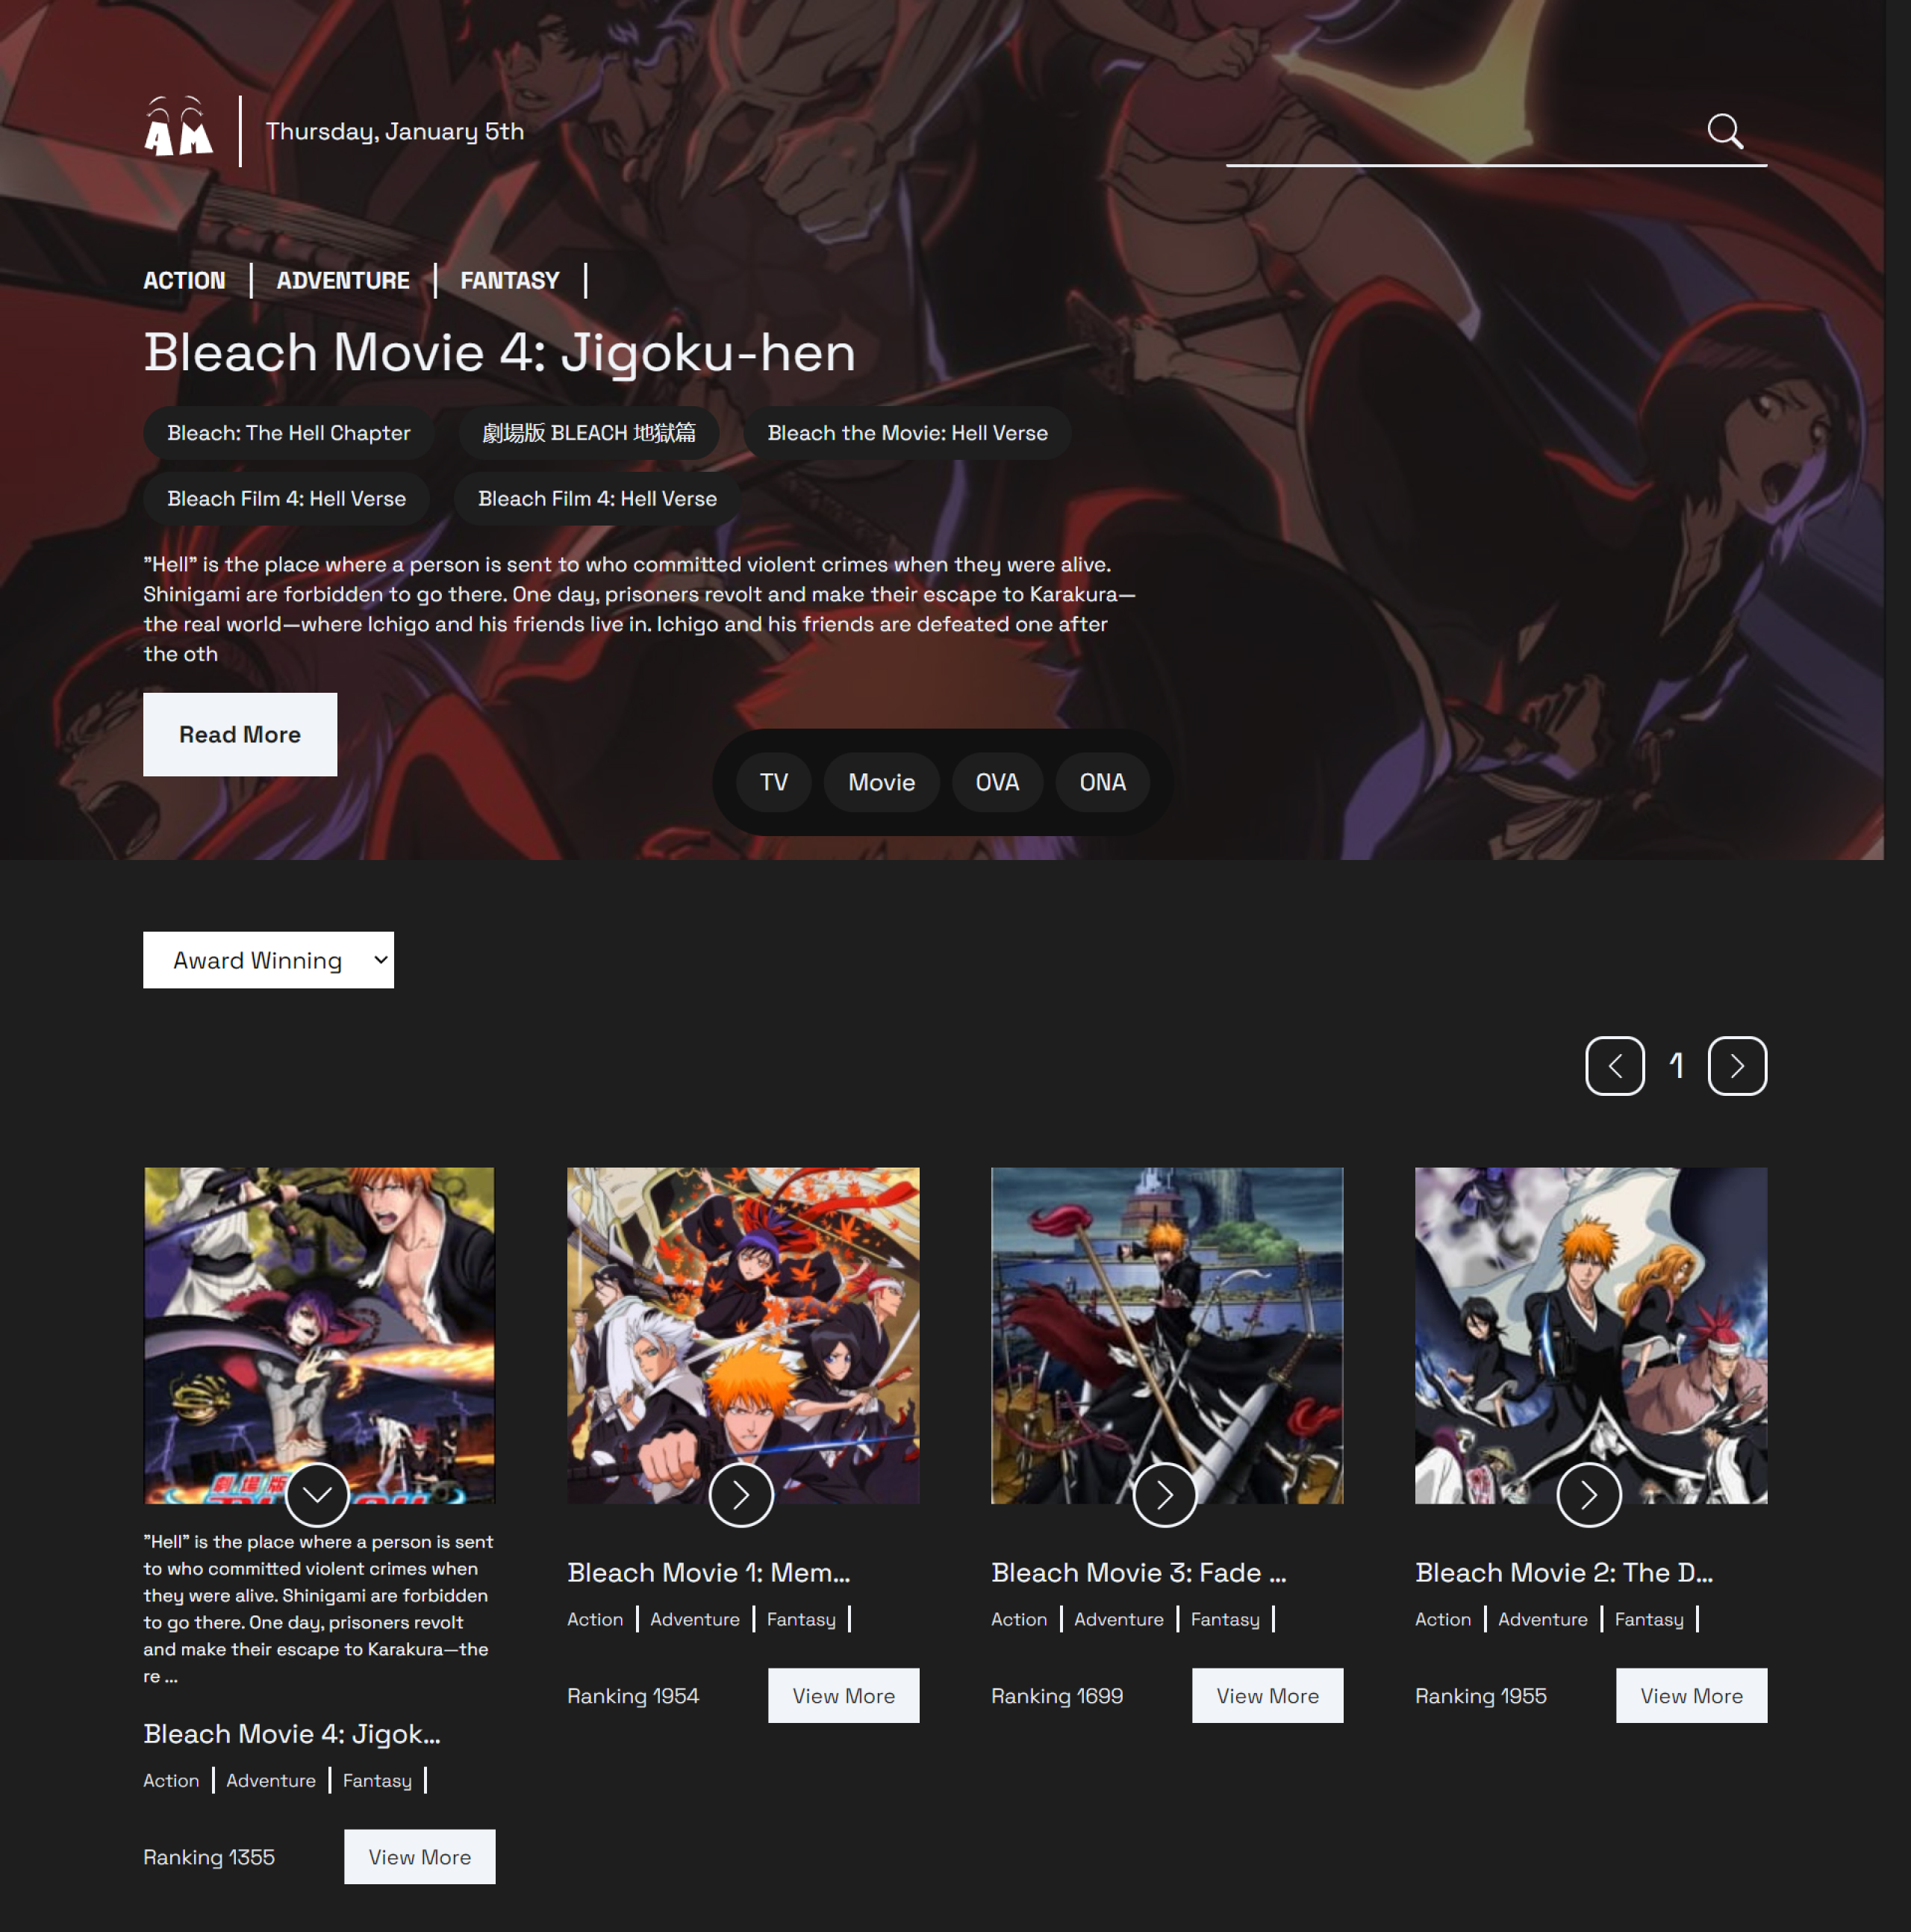 AM
Thursday, January 5th
ACTION
ADVENTURE
FANTASY
Bleach Movie 4: Jigoku-hen
Bleach: The Hell Chapter
劇場版 BLEACH 地獄篇
Bleach the Movie: Hell Verse
Bleach Film 4: Hell Verse
Bleach Film 4: Hell Verse
"Hell" is the place where a person is sent to who committed violent crimes when they were alive.
Shinigami are forbidden to go there. One day, prisoners revolt and make their escape to Karakura—
the real world—where Ichigo and his friends live in. Ichigo and his friends are defeated one after
the oth
Read More
TV
Movie
OVA
ONA
Award Winning
1
劇場版
"Hell" is the place where a person is sent
to who committed violent crimes when
they were alive. Shinigami are forbidden
to go there. One day, prisoners revolt
and make their escape to Karakura—the
re ...
Bleach Movie 4: Jigok...
Action
Adventure
Fantasy
Ranking 1355
View More
Bleach Movie 1: Mem...
Action
Adventure
Fantasy
Ranking 1954
View More
Bleach Movie 3: Fade ...
Action
Adventure
Fantasy
Ranking 1699
View More
Bleach Movie 2: The D...
Action
Adventure
Fantasy
Ranking 1955
View More